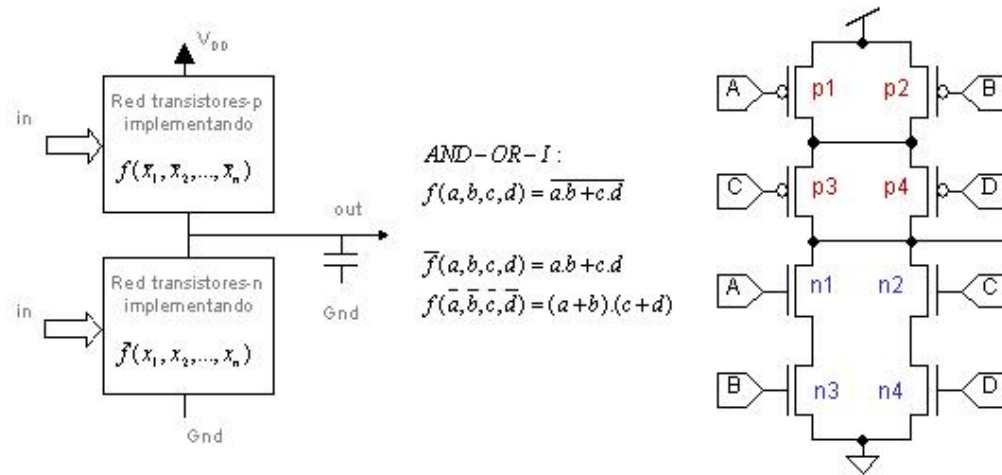 V_DD
Red transistores-p
implementando
f(x̄₁, x̄₂,..., x̄ₙ)
in
out
Gnd
Red transistores-n
implementando
f̄(x₁, x₂,..., xₙ)
in
Gnd
AND-OR-I :
f(a,b,c,d) = \overline{a.b+c.d}
f̄(a,b,c,d) = a.b+c.d
f(ā,b̄,c̄,d̄) = (a+b).(c+d)
A p1 p2 B
C p3 p4 D
A n1 n2 C
B n3 n4 D